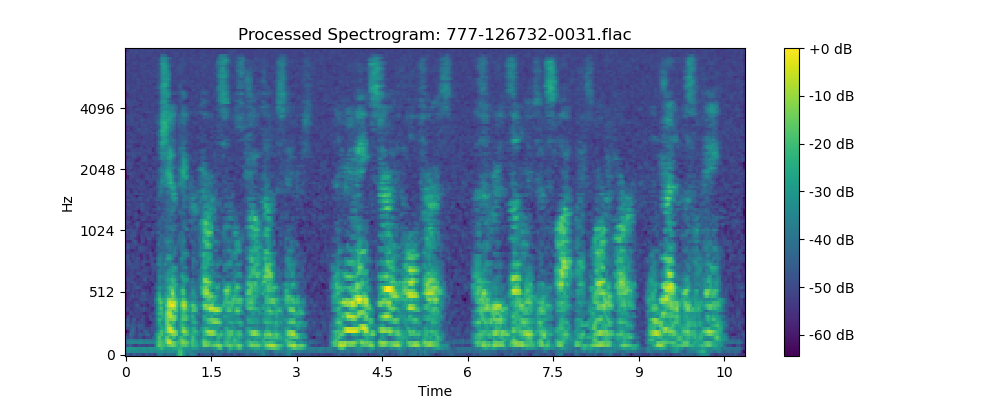 Processed Spectrogram: 777-126732-0031.flac
+0 dB
4096
-10 dB
-20 dB
2048
Hz
-30 dB
1024
-40 dB
512
-50 dB
-60 dB
0
0 1.5 3 4.5 6 7.5 9 10
Time